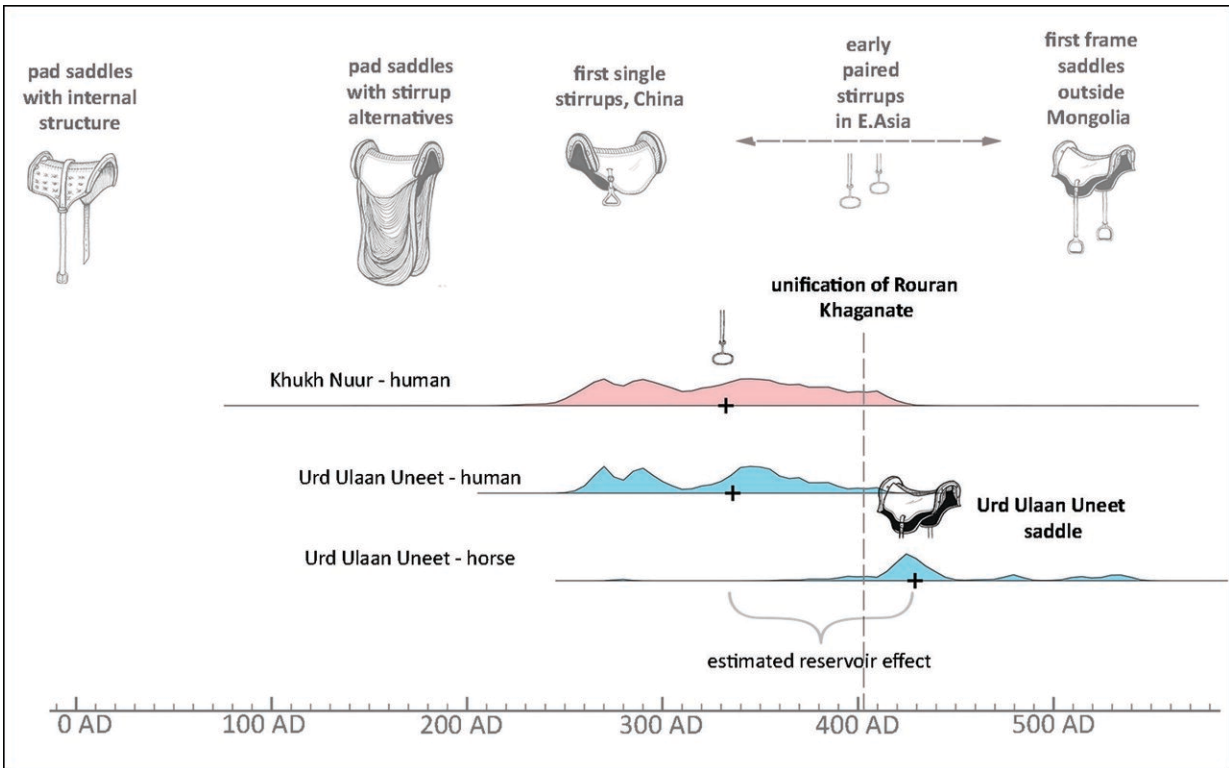 pad saddles
with internal
structure
pad saddles
with stirrup
alternatives
first single
stirrups, China
early
paired
stirrups
in E.Asia
first frame
saddles
outside
Mongolia
unification of Rouran
Khaganate
Khukh Nuur - human
Urd Ulaan Uneet - human
Urd Ulaan Uneet
saddle
Urd Ulaan Uneet - horse
estimated reservoir effect
0 AD
100 AD
200 AD
300 AD
400 AD
500 AD